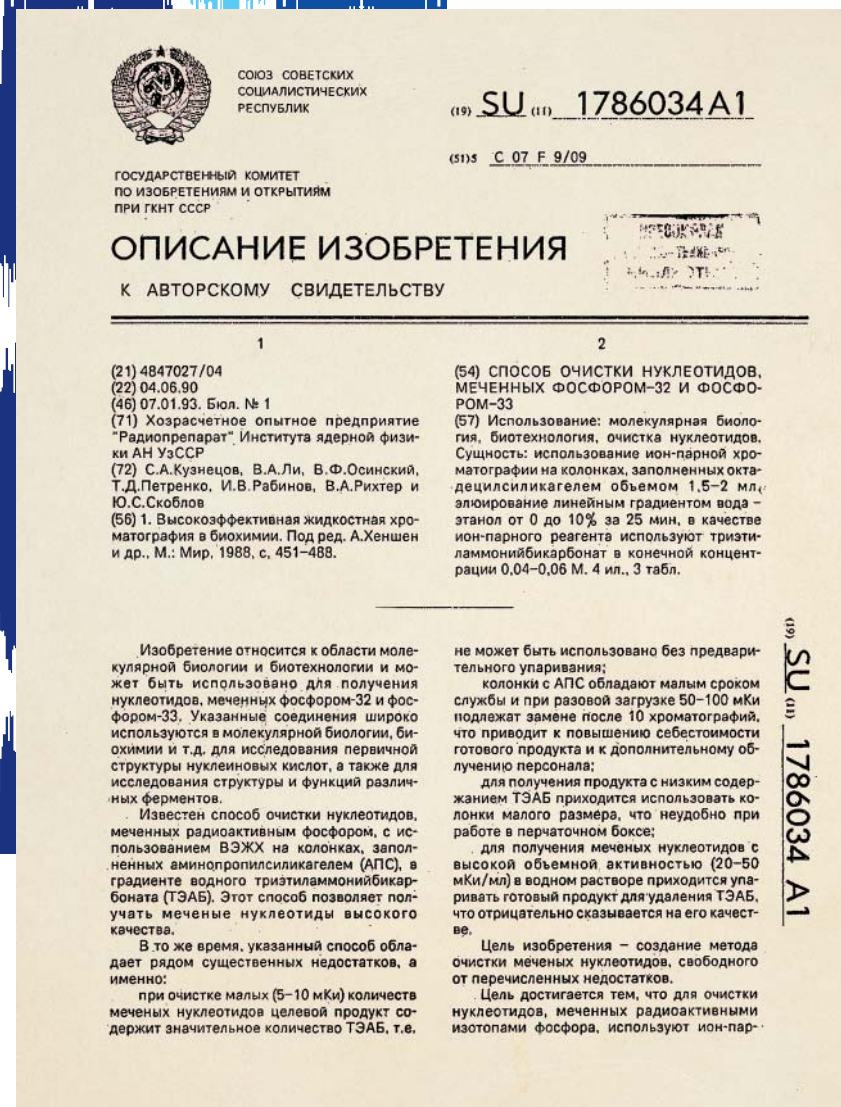 СОЮЗ СОВЕТСКИХ
СОЦИАЛИСТИЧЕСКИХ
РЕСПУБЛИК
(19) SU (11) 1786034 A1
(51)5 C 07 F 9/09
ГОСУДАРСТВЕННЫЙ КОМИТЕТ
ПО ИЗОБРЕТЕНИЯМ И ОТКРЫТИЯМ
ПРИ ГКНТ СССР
ОПИСАНИЕ ИЗОБРЕТЕНИЯ
К АВТОРСКОМУ СВИДЕТЕЛЬСТВУ
1
(21) 4847027/04
(22) 04.06.90
(46) 07.01.93. Бюл. № 1
(71) Хозрасчетное опытное предприятие
"Радиопрепарат" Института ядерной физи-
ки АН УзССР
(72) С.А.Кузнецов, В.А.Ли, В.Ф.Осинский,
Т.Д.Петренко, И.В.Рабинов, В.А.Рихтер и
Ю.С.Скоблов
(56) 1. Высокоэффективная жидкостная хро-
матография в биохимии. Под ред. А.Хеншен
и др., М.: Мир, 1988, с, 451–488.
2
(54) СПОСОБ ОЧИСТКИ НУКЛЕОТИДОВ,
МЕЧЕННЫХ ФОСФОРОМ–32 И ФОСФО-
РОМ–33
(57) Использование: молекулярная биоло-
гия, биотехнология, очистка нуклеотидов.
Сущность: использование ион-парной хро-
матографии на колонках, заполненных окта-
децилсиликагелем объемом 1,5–2 мл,
элюирование линейным градиентом вода –
этанол от 0 до 10% за 25 мин, в качестве
ион-парного реагента используют триэти-
ламмонийбикарбонат в конечной концент-
рации 0,04–0,06 М. 4 ил., 3 табл.
Изобретение относится к области моле-
кулярной биологии и биотехнологии и мо-
жет быть использовано для получения
нуклеотидов, меченных фосфором-32 и фос-
фором-33. Указанные соединения широко
используются в молекулярной биологии, би-
охимии и т.д. для исследования первичной
структуры нуклеиновых кислот, а также для
исследования структуры и функций различ-
ных ферментов.
Известен способ очистки нуклеотидов,
меченных радиоактивным фосфором, с ис-
пользованием ВЭЖХ на колонках, запол-
ненных аминопропилсиликагелем (АПС), в
градиенте водного триэтиламмонийбикар-
боната (ТЭАБ). Этот способ позволяет пол-
учать меченые нуклеотиды высокого
качества.
В то же время, указанный способ обла-
дает рядом существенных недостатков, а
именно:
при очистке малых (5–10 мКи) количеств
меченых нуклеотидов целевой продукт со-
держит значительное количество ТЭАБ, т.е.
не может быть использовано без предвари-
тельного упаривания;
колонки с АПС обладают малым сроком
службы и при разовой загрузке 50–100 мКи
подлежат замене после 10 хроматографий,
что приводит к повышению себестоимости
готового продукта и к дополнительному об-
лучению персонала;
для получения продукта с низким содер-
жанием ТЭАБ приходится использовать ко-
лонки малого размера, что неудобно при
работе в перчаточном боксе;
для получения меченых нуклеотидов с
высокой объемной активностью (20–50
мКи/мл) в водном растворе приходится упа-
ривать готовый продукт для удаления ТЭАБ,
что отрицательно сказывается на его качест-
ве.
Цель изобретения – создание метода
очистки меченых нуклеотидов, свободного
от перечисленных недостатков.
Цель достигается тем, что для очистки
нуклеотидов, меченных радиоактивными
изотопами фосфора, используют ион-пар-
(19) SU (11) 1786034 A1